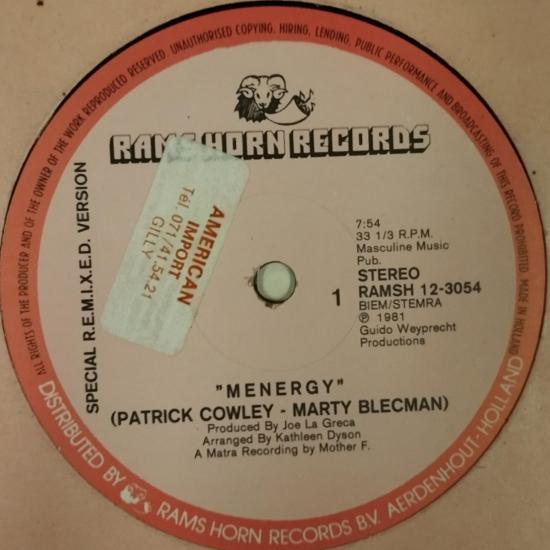 ALL RIGHTS OF THE PRODUCER AND OF THE OWNER OF THE WORK REPRODUCED RESERVED. UNAUTHORISED COPYING, HIRING, LENDING, PUBLIC PERFORMANCE AND BROADCASTING OF THIS RECORD PROHIBITED. MADE IN HOLLAND
RAMS HORN RECORDS
SPECIAL R.E.M.I.X.E.D. VERSION
AMERICAN
IMPORT
Tél. 071/41.54.21
GILLY
7:54
33 1/3 R.P.M.
Masculine Music
Pub.
STEREO
1 RAMSH 12-3054
BIEM/STEMRA
℗ 1981
Guido Weyprecht
Productions
"MENERGY"
(PATRICK COWLEY - MARTY BLECMAN)
Produced By Joe La Greca
Arranged By Kathleen Dyson
A Matra Recording by Mother F.
DISTRIBUTED BY RAMS HORN RECORDS B.V. AERDENHOUT-HOLLAND